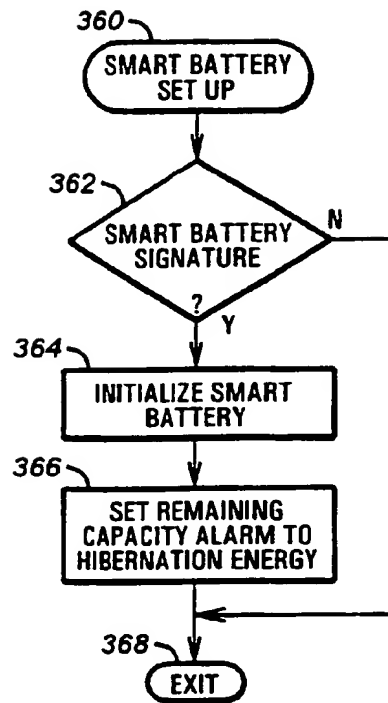 360
SMART BATTERY
SET UP
362
SMART BATTERY
SIGNATURE
?
N
Y
364
INITIALIZE SMART
BATTERY
366
SET REMAINING
CAPACITY ALARM TO
HIBERNATION ENERGY
368
EXIT